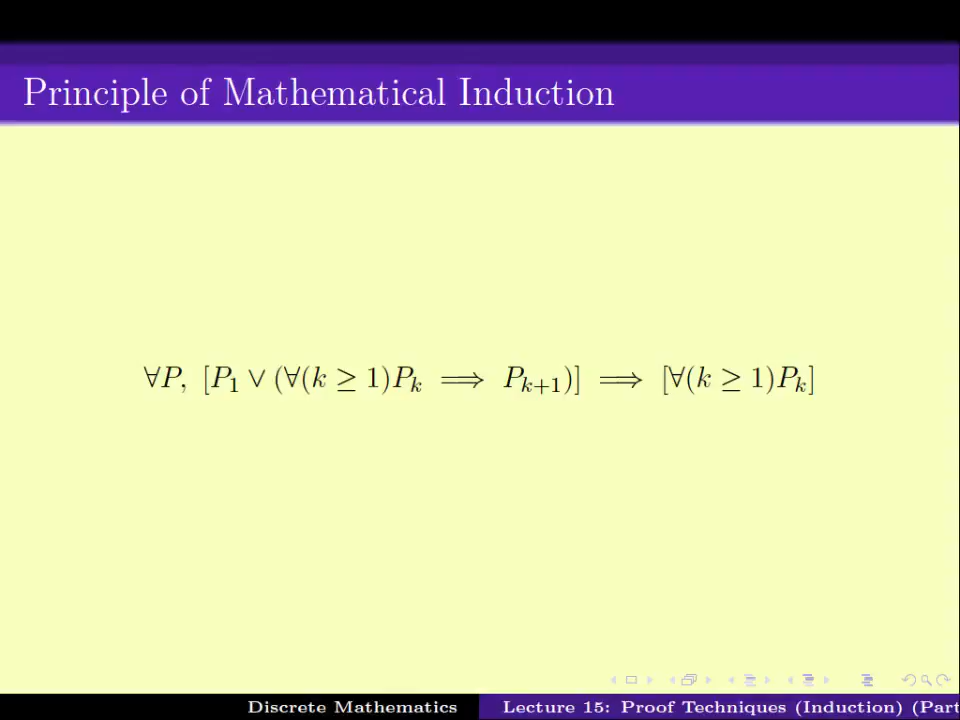 Principle of Mathematical Induction
∀P, [P₁ ∨ (∀(k ≥ 1)Pₖ ⟹ Pₖ₊₁)] ⟹ [∀(k ≥ 1)Pₖ]
Discrete Mathematics
Lecture 15: Proof Techniques (Induction) (Part